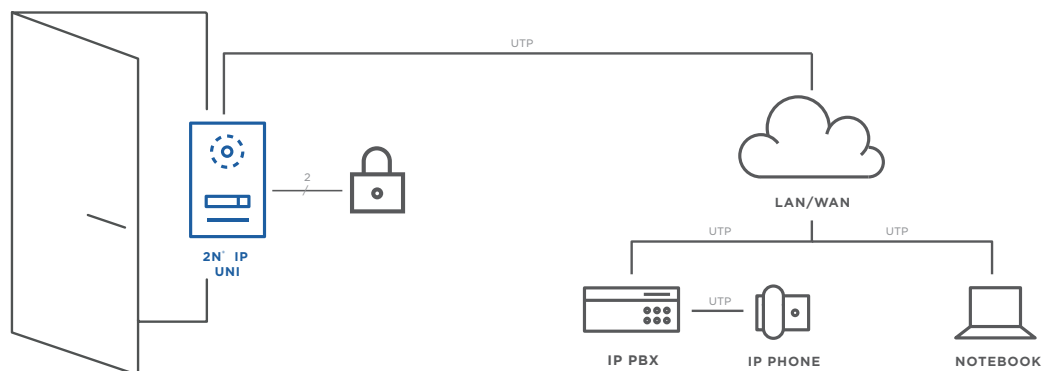 UTP
2
2N® IP
UNI
LAN/WAN
UTP
UTP
UTP
IP PBX
IP PHONE
NOTEBOOK